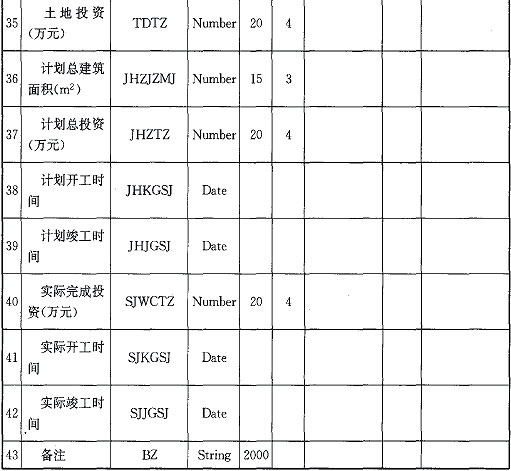 35 土地投资(万元) TDTZ Number 20 4
36 计划总建筑面积(m²) JHZJZMJ Number 15 3
37 计划总投资(万元) JHZTZ Number 20 4
38 计划开工时间 JHKGSJ Date
39 计划竣工时间 JHJGSJ Date
40 实际完成投资(万元) SJWCTZ Number 20 4
41 实际开工时间 SJKGSJ Date
42 实际竣工时间 SJJGSJ Date
43 备注 BZ String 2000